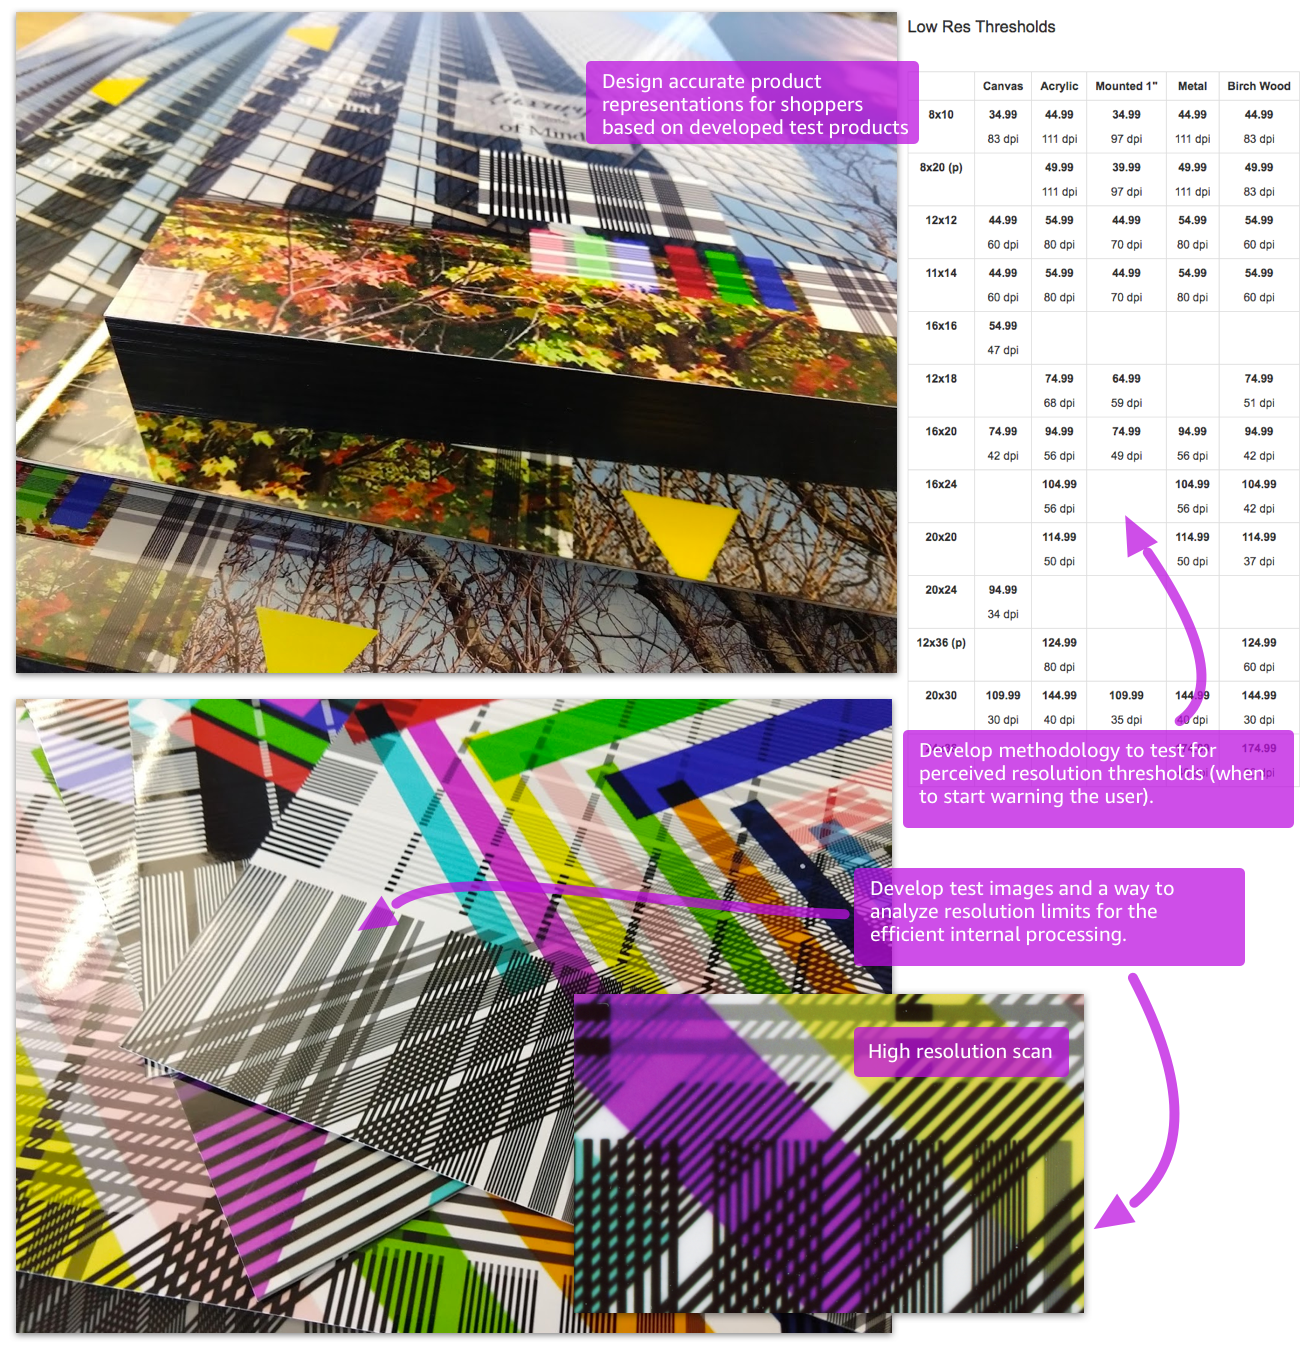 Low Res Thresholds
Design accurate product
representations for shoppers
based on developed test products
Luxury
of Mind
of Mind
Canvas Acrylic Mounted 1" Metal Birch Wood
8x10 34.99 44.99 34.99 44.99 44.99
83 dpi 111 dpi 97 dpi 111 dpi 83 dpi
8x20 (p) 49.99 39.99 49.99 49.99
111 dpi 97 dpi 111 dpi 83 dpi
12x12 44.99 54.99 44.99 54.99 54.99
60 dpi 80 dpi 70 dpi 80 dpi 60 dpi
11x14 44.99 54.99 44.99 54.99 54.99
60 dpi 80 dpi 70 dpi 80 dpi 60 dpi
16x16 54.99
47 dpi
12x18 74.99 64.99 74.99
68 dpi 59 dpi 51 dpi
16x20 74.99 94.99 74.99 94.99 94.99
42 dpi 56 dpi 49 dpi 56 dpi 42 dpi
16x24 104.99 104.99 104.99
56 dpi 56 dpi 42 dpi
20x20 114.99 114.99 114.99
50 dpi 50 dpi 37 dpi
20x24 94.99
34 dpi
12x36 (p) 124.99 124.99
80 dpi 60 dpi
20x30 109.99 144.99 109.99 144.99 144.99
30 dpi 40 dpi 35 dpi 40 dpi 30 dpi
174.99
Develop methodology to test for
perceived resolution thresholds (when
to start warning the user).
Develop test images and a way to
analyze resolution limits for the
efficient internal processing.
High resolution scan